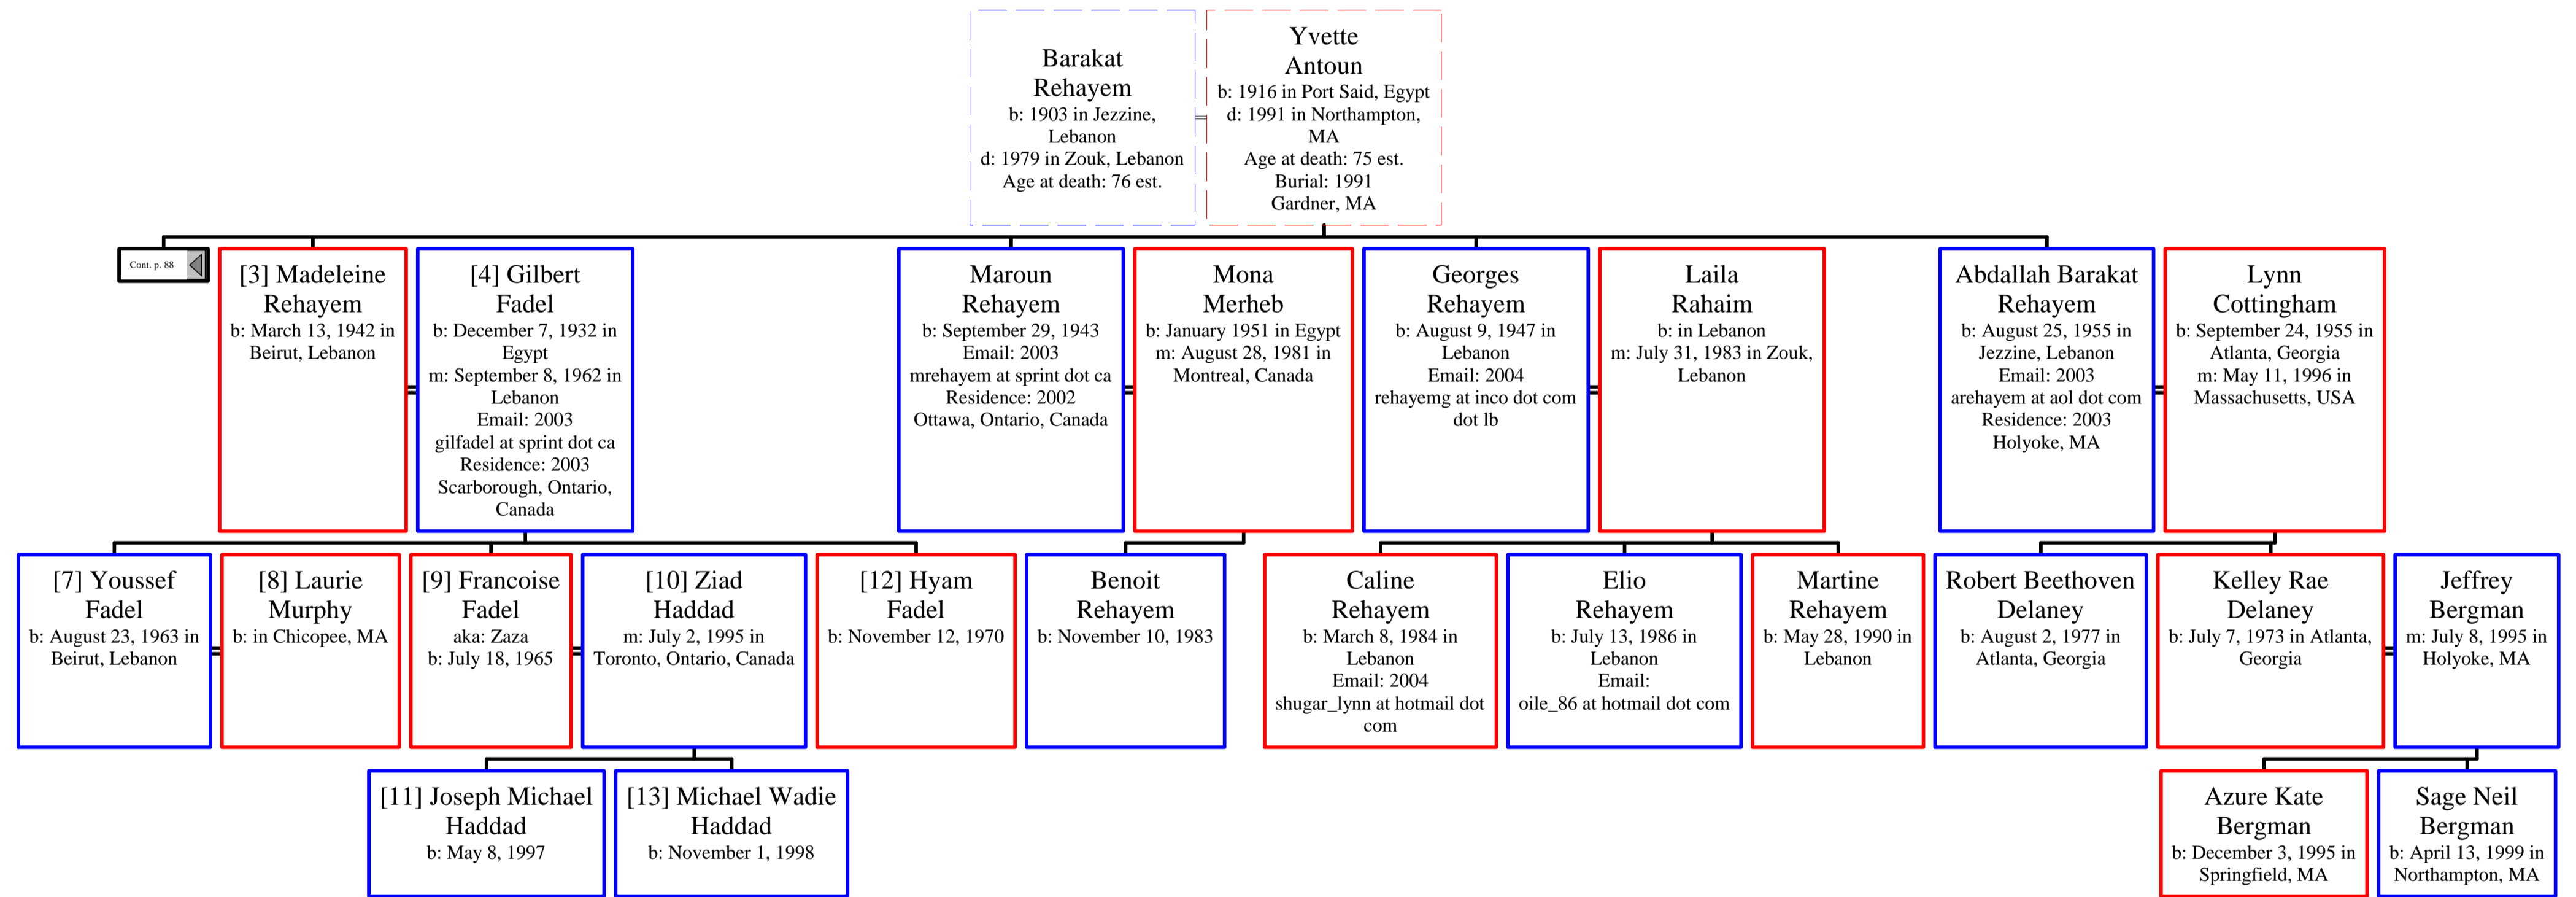 Barakat
Rehayem
b: 1903 in Jezzine,
Lebanon
d: 1979 in Zouk, Lebanon
Age at death: 76 est.
Yvette
Antoun
b: 1916 in Port Said, Egypt
d: 1991 in Northampton,
MA
Age at death: 75 est.
Burial: 1991
Gardner, MA
Cont. p. 88
[3] Madeleine
Rehayem
b: March 13, 1942 in
Beirut, Lebanon
[4] Gilbert
Fadel
b: December 7, 1932 in
Egypt
m: September 8, 1962 in
Lebanon
Email: 2003
gilfadel at sprint dot ca
Residence: 2003
Scarborough, Ontario,
Canada
Maroun
Rehayem
b: September 29, 1943
Email: 2003
mrehayem at sprint dot ca
Residence: 2002
Ottawa, Ontario, Canada
Mona
Merheb
b: January 1951 in Egypt
m: August 28, 1981 in
Montreal, Canada
Georges
Rehayem
b: August 9, 1947 in
Lebanon
Email: 2004
rehayemg at inco dot com
dot lb
Laila
Rahaim
b: in Lebanon
m: July 31, 1983 in Zouk,
Lebanon
Abdallah Barakat
Rehayem
b: August 25, 1955 in
Jezzine, Lebanon
Email: 2003
arehayem at aol dot com
Residence: 2003
Holyoke, MA
Lynn
Cottingham
b: September 24, 1955 in
Atlanta, Georgia
m: May 11, 1996 in
Massachusetts, USA
[7] Youssef
Fadel
b: August 23, 1963 in
Beirut, Lebanon
[8] Laurie
Murphy
b: in Chicopee, MA
[9] Francoise
Fadel
aka: Zaza
b: July 18, 1965
[10] Ziad
Haddad
m: July 2, 1995 in
Toronto, Ontario, Canada
[12] Hyam
Fadel
b: November 12, 1970
Benoit
Rehayem
b: November 10, 1983
Caline
Rehayem
b: March 8, 1984 in
Lebanon
Email: 2004
shugar_lynn at hotmail dot
com
Elio
Rehayem
b: July 13, 1986 in
Lebanon
Email:
oile_86 at hotmail dot com
Martine
Rehayem
b: May 28, 1990 in
Lebanon
Robert Beethoven
Delaney
b: August 2, 1977 in
Atlanta, Georgia
Kelley Rae
Delaney
b: July 7, 1973 in Atlanta,
Georgia
Jeffrey
Bergman
m: July 8, 1995 in
Holyoke, MA
[11] Joseph Michael
Haddad
b: May 8, 1997
[13] Michael Wadie
Haddad
b: November 1, 1998
Azure Kate
Bergman
b: December 3, 1995 in
Springfield, MA
Sage Neil
Bergman
b: April 13, 1999 in
Northampton, MA